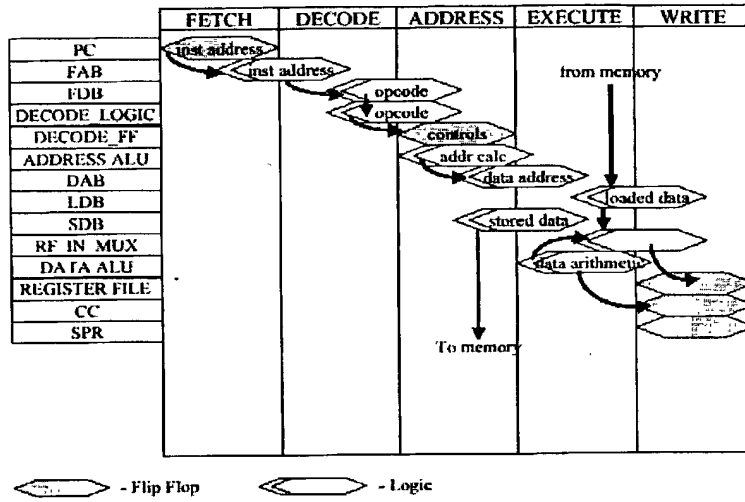 FETCH DECODE ADDRESS EXECUTE WRITE
PC inst address
FAB inst address from memory
FDB opcode
DECODE_LOGIC opcode
DECODE_FF controls
ADDRESS ALU addr calc
DAB data address
LDB loaded data
SDB stored data
RF IN_MUX
DATA ALU data arithmetic
REGISTER FILE
CC
SPR To memory
- Flip Flop - Logic